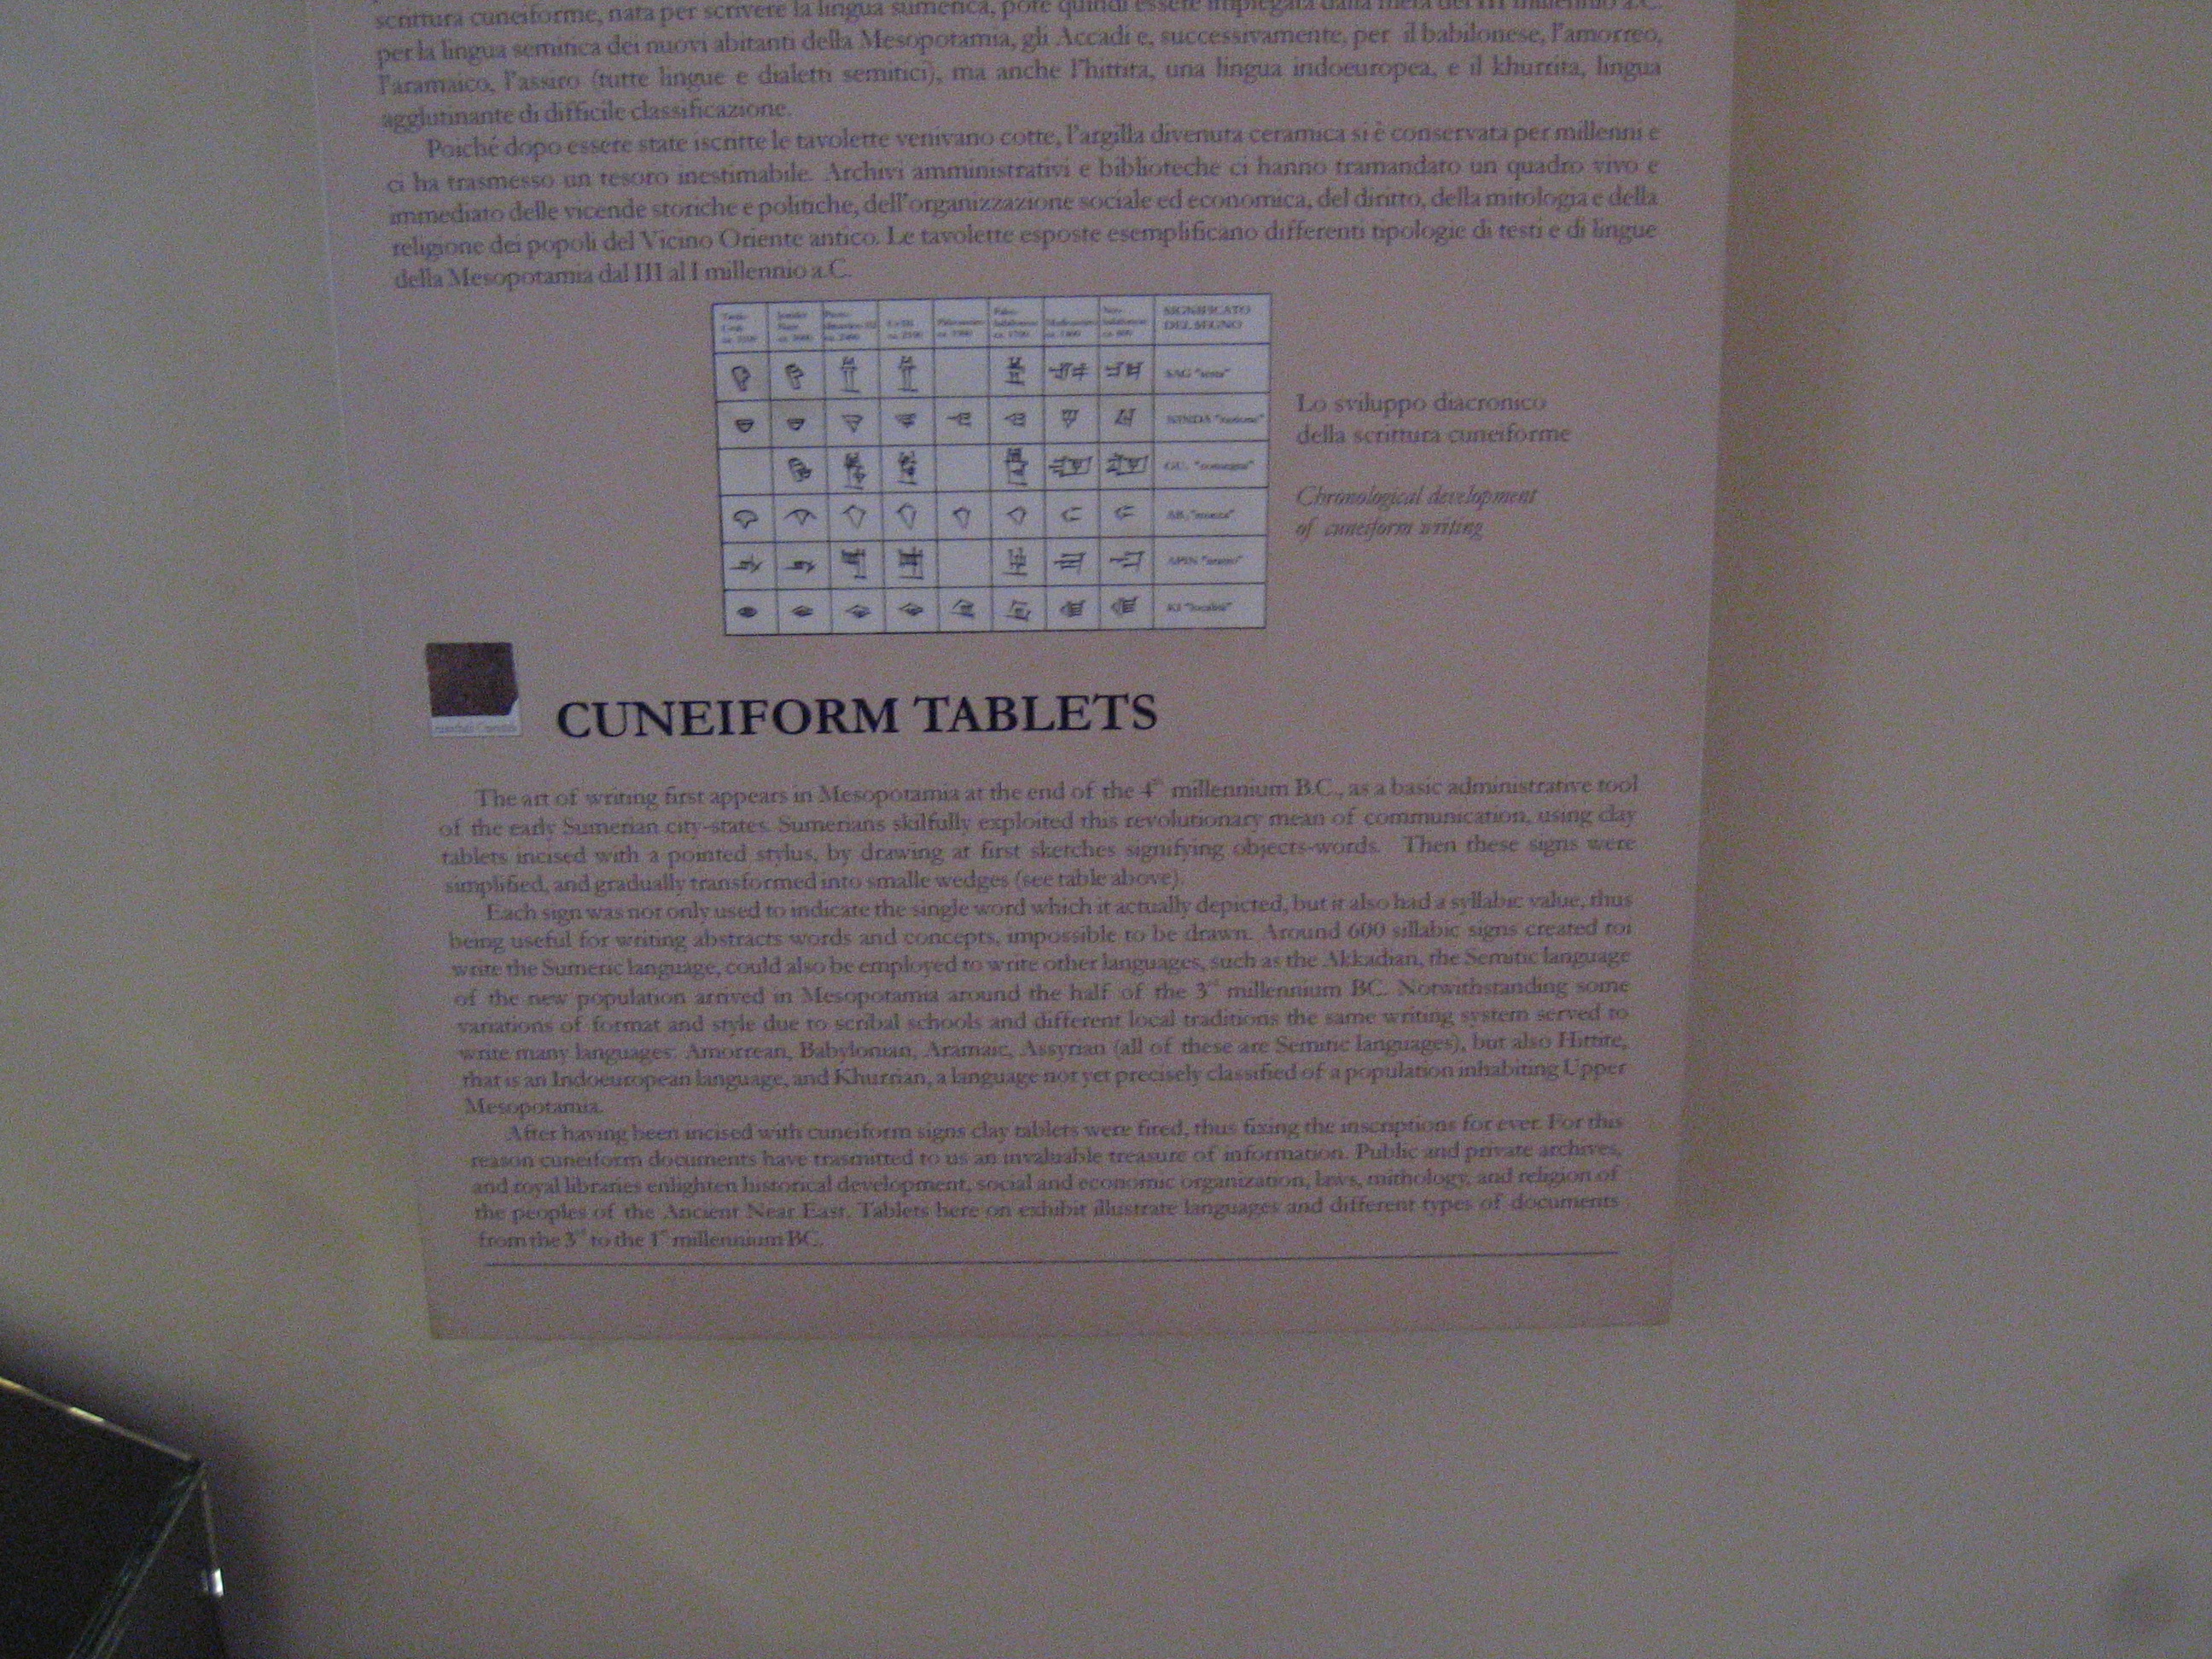 scrittura cuneiforme, nata per scrivere la lingua sumerica, potè quindi essere impiegata dalla metà del III millennio a.C.
per la lingua semitica dei nuovi abitanti della Mesopotamia, gli Accadi e, successivamente, per il babilonese, l'amorreo,
l'aramaico, l'assiro (tutte lingue e dialetti semitici), ma anche l'hittita, una lingua indoeuropea, e il khurrita, lingua
agglutinante di difficile classificazione.
Poiché dopo essere state iscritte le tavolette venivano cotte, l'argilla divenuta ceramica si è conservata per millenni e
ci ha trasmesso un tesoro inestimabile. Archivi amministrativi e biblioteche ci hanno tramandato un quadro vivo e
immediato delle vicende storiche e politiche, dell'organizzazione sociale ed economica, del diritto, della mitologia e della
religione dei popoli del Vicino Oriente antico. Le tavolette esposte esemplificano differenti tipologie di testi e di lingue
della Mesopotamia dal III al I millennio a.C.
SIGNIFICATO
DEL SEGNO
SAG "testa"
NINDA
APIN "aratro"
KI "località"
Lo sviluppo diacronico
della scrittura cuneiforme
Chronological development
of cuneiform writing
CUNEIFORM TABLETS
The art of writing first appears in Mesopotamia at the end of the 4th millennium B.C., as a basic administrative tool
of the early Sumerian city-states. Sumerians skilfully exploited this revolutionary mean of communication, using clay
tablets incised with a pointed stylus, by drawing at first sketches signifying objects-words. Then these signs were
simplified, and gradually transformed into smalle wedges (see table above).
Each sign was not only used to indicate the single word which it actually depicted, but it also had a syllabic value, thus
being useful for writing abstracts words and concepts, impossible to be drawn. Around 600 sillabic signs created tot
write the Sumeric language, could also be employed to write other languages, such as the Akkadian, the Semitic language
of the new population arrived in Mesopotamia around the half of the 3rd millennium BC. Notwithstanding some
variations of format and style due to scribal schools and different local traditions the same writing system served to
write many languages: Amorrean, Babylonian, Aramaic, Assyrian (all of these are Semitic languages), but also Hittite,
that is an Indoeuropean language, and Khurrian, a language not yet precisely classified of a population inhabiting Upper
Mesopotamia.
After having been incised with cuneiform signs clay tablets were fired, thus fixing the inscriptions for ever. For this
reason cuneiform documents have trasmitted to us an invaluable treasure of information. Public and private archives,
and royal libraries enlighten historical development, social and economic organization, laws, mithology, and religion of
the peoples of the Ancient Near East. Tablets here on exhibit illustrate languages and different types of documents
from the 3rd to the 1st millennium BC.